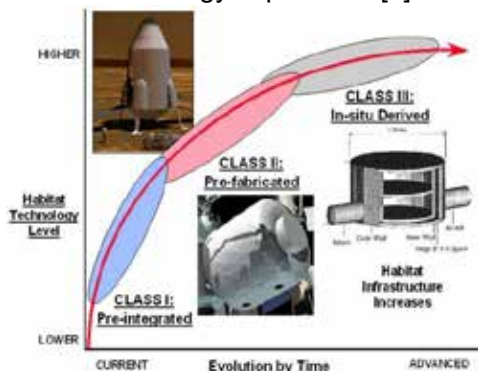 HIGHER
CLASS III:
In-situ Derived
CLASS II:
Pre-fabricated
Habitat
Technology
Level
Habitat
Infrastructure
Increases
CLASS I:
Pre-integrated
LOWER
CURRENT
Evolution by Time
ADVANCED